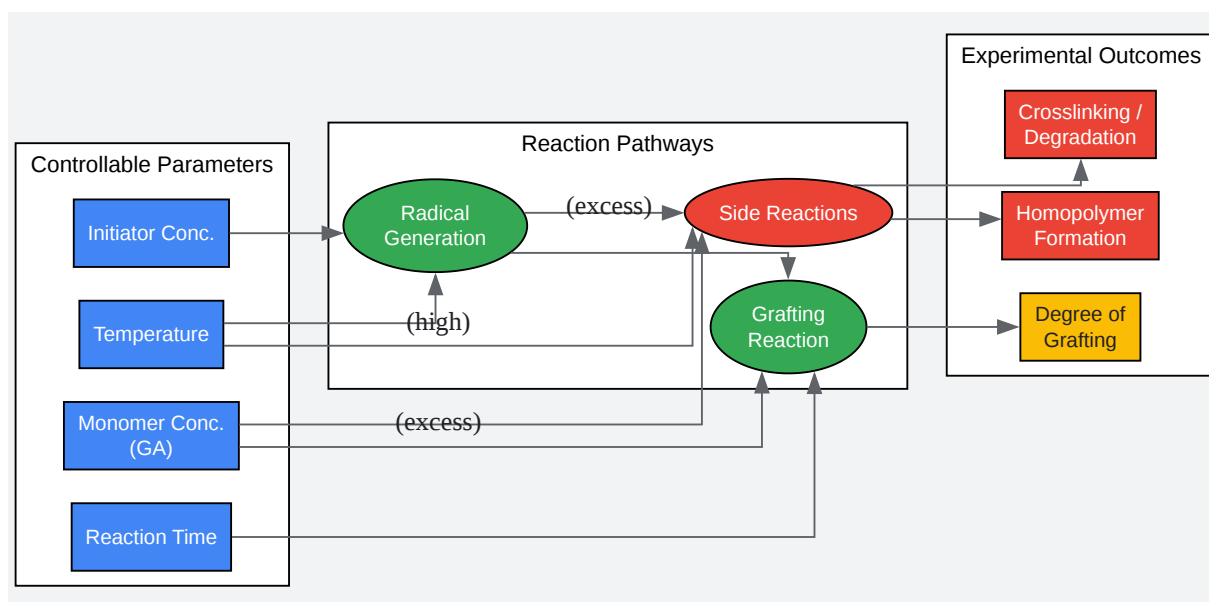 Controllable Parameters
Initiator Conc.
Temperature
Monomer Conc.
(GA)
Reaction Time
Reaction Pathways
Radical
Generation
(excess)
Side Reactions
(high)
Grafting
Reaction
(excess)
Experimental Outcomes
Crosslinking /
Degradation
Homopolymer
Formation
Degree of
Grafting